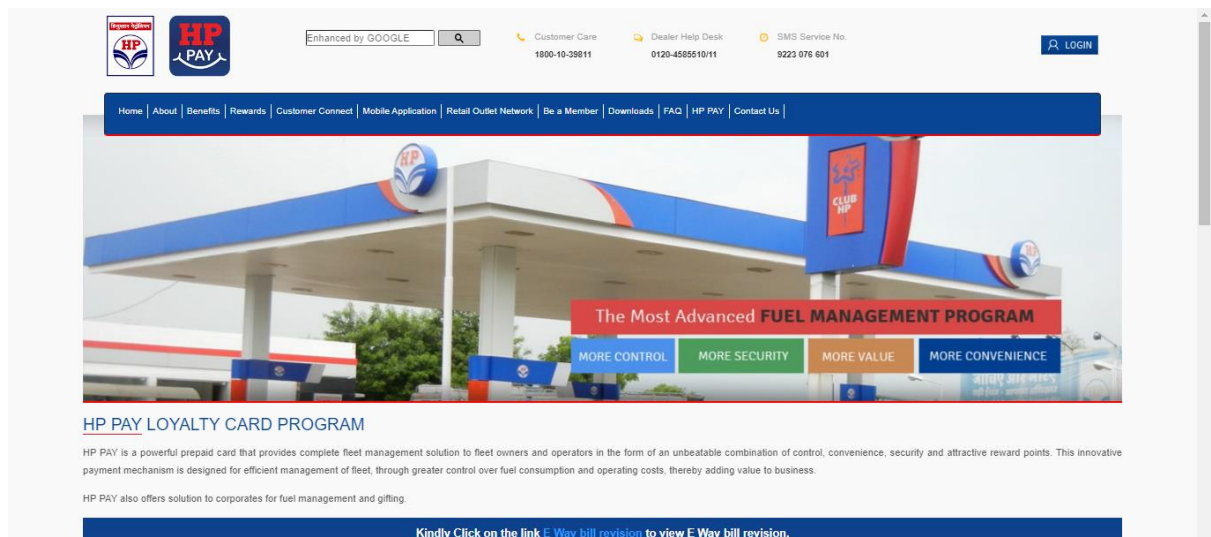 हिन्दुस्तान पेट्रोलियम
HP
HP
PAY
Enhanced by GOOGLE
Customer Care
1800-10-39811
Dealer Help Desk
0120-4585510/11
SMS Service No.
9223 076 601
LOGIN
Home | About | Benefits | Rewards | Customer Connect | Mobile Application | Retail Outlet Network | Be a Member | Downloads | FAQ | HP PAY | Contact Us |
HP
CLUB
HP
The Most Advanced FUEL MANAGEMENT PROGRAM
MORE CONTROL MORE SECURITY MORE VALUE MORE CONVENIENCE
HP PAY LOYALTY CARD PROGRAM
HP PAY is a powerful prepaid card that provides complete fleet management solution to fleet owners and operators in the form of an unbeatable combination of control, convenience, security and attractive reward points. This innovative
payment mechanism is designed for efficient management of fleet, through greater control over fuel consumption and operating costs, thereby adding value to business.
HP PAY also offers solution to corporates for fuel management and gifting.
Kindly Click on the link E Way bill revision to view E Way bill revision.